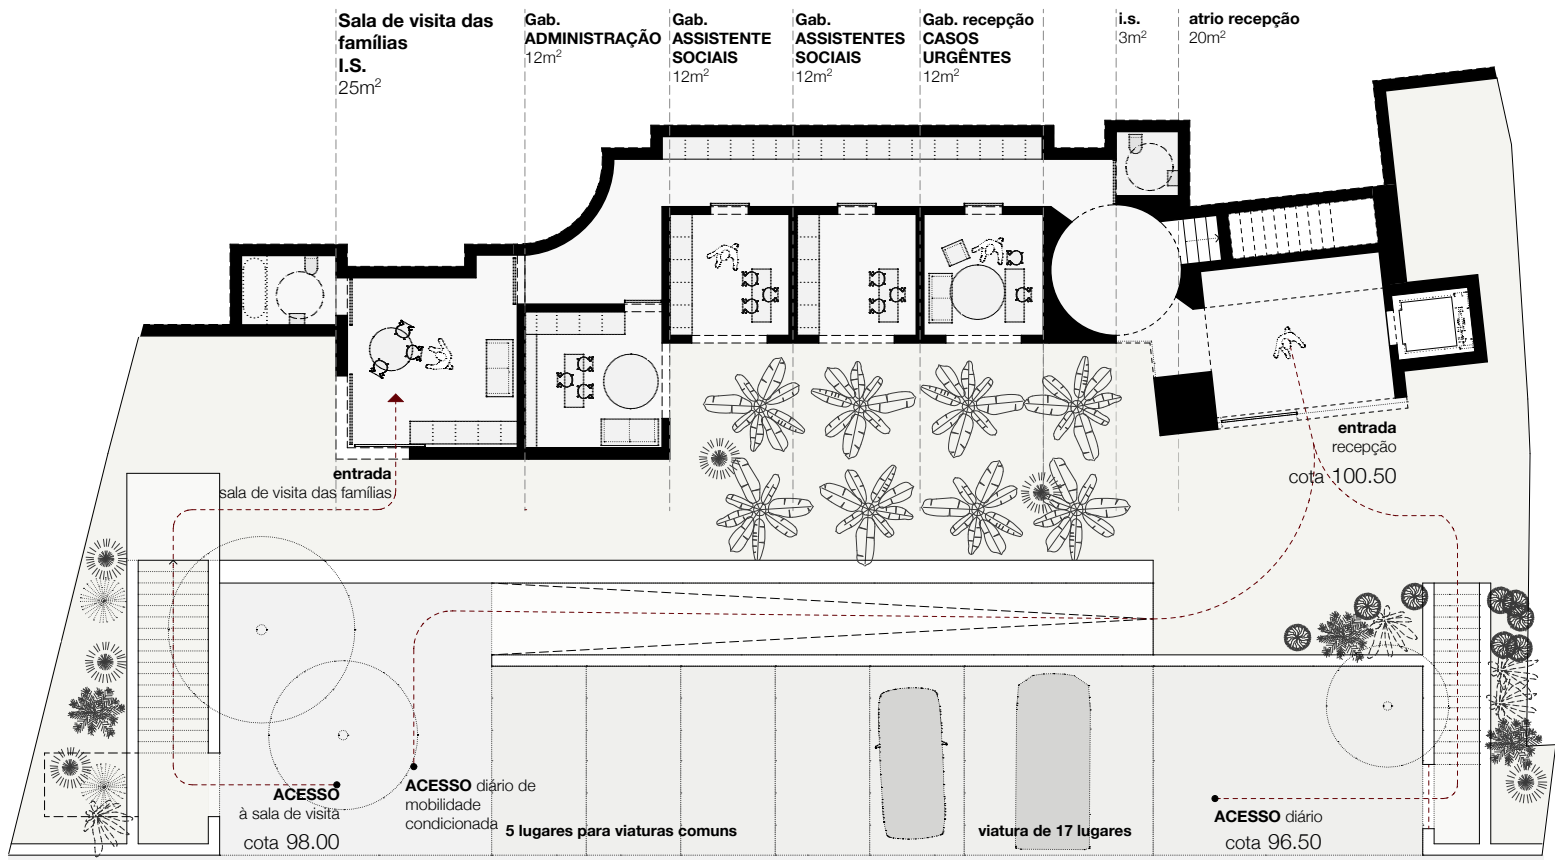 Sala de visita das
famílias
I.S.
25m²
Gab.
ADMINISTRAÇÃO
12m²
Gab.
ASSISTENTE
SOCIAIS
12m²
Gab.
ASSISTENTES
SOCIAIS
12m²
Gab. recepção
CASOS
URGÊNTES
12m²
i.s.
3m²
atrio recepção
20m²
entrada
sala de visita das famílias
entrada
recepção
cota 100.50
ACESSO
à sala de visita
cota 98.00
ACESSO diário de
mobilidade
condicionada
5 lugares para viaturas comuns
viatura de 17 lugares
ACESSO diário
cota 96.50